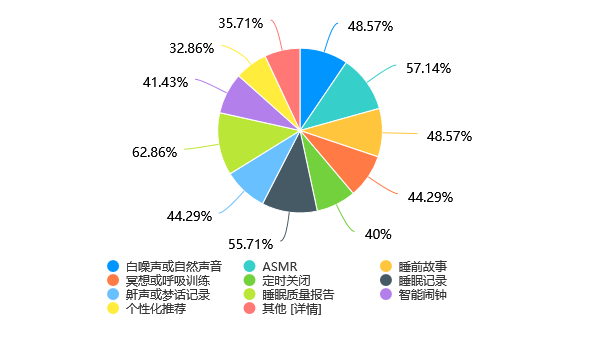 35.71%
48.57%
32.86%
57.14%
41.43%
48.57%
62.86%
44.29%
44.29%
40%
55.71%
白噪声或自然声音 ASMR 睡前故事
冥想或呼吸训练 定时关闭 睡眠记录
鼾声或梦话记录 睡眠质量报告 智能闹钟
个性化推荐 其他 [详情]